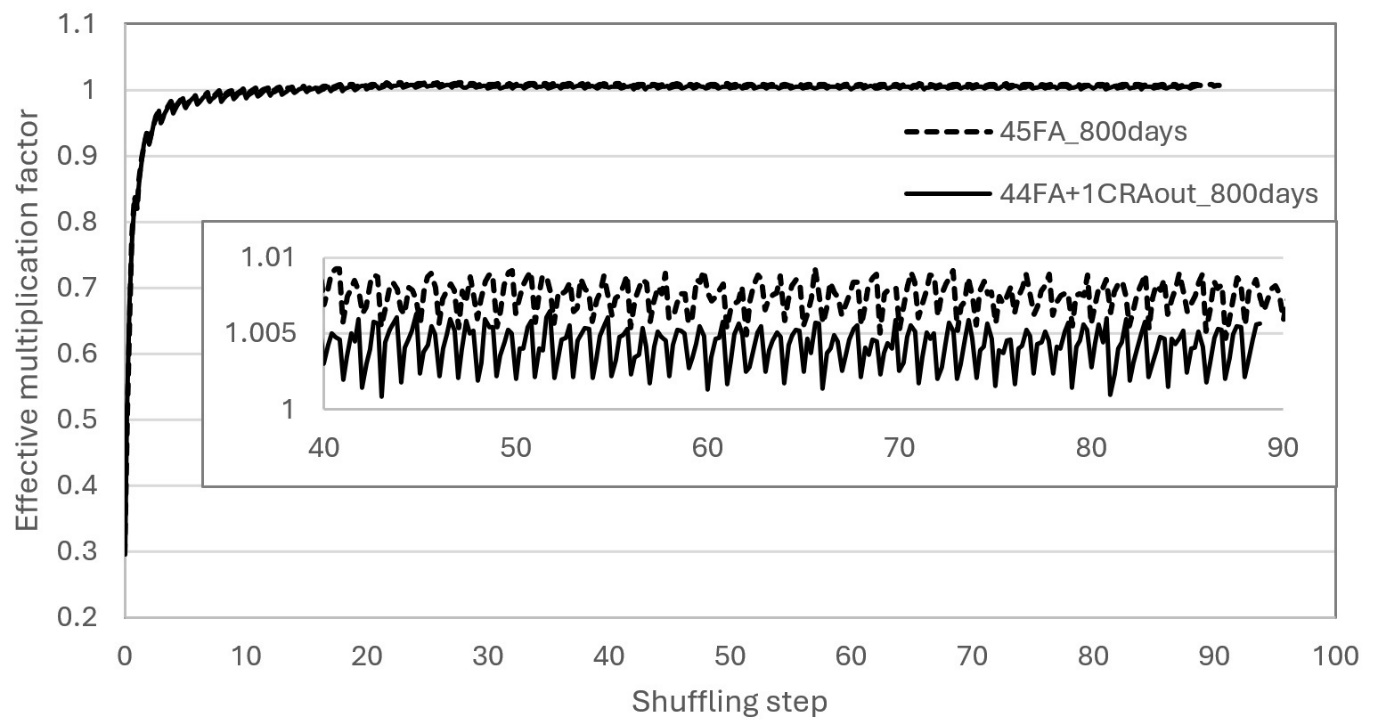 Effective multiplication factor
1.1
1
0.9
0.8
0.7
0.6
0.5
0.4
0.3
0.2
45FA_800days
44FA+1CRAout_800days
1.01
1.005
1
40 50 60 70 80 90
0 10 20 30 40 50 60 70 80 90 100
Shuffling step